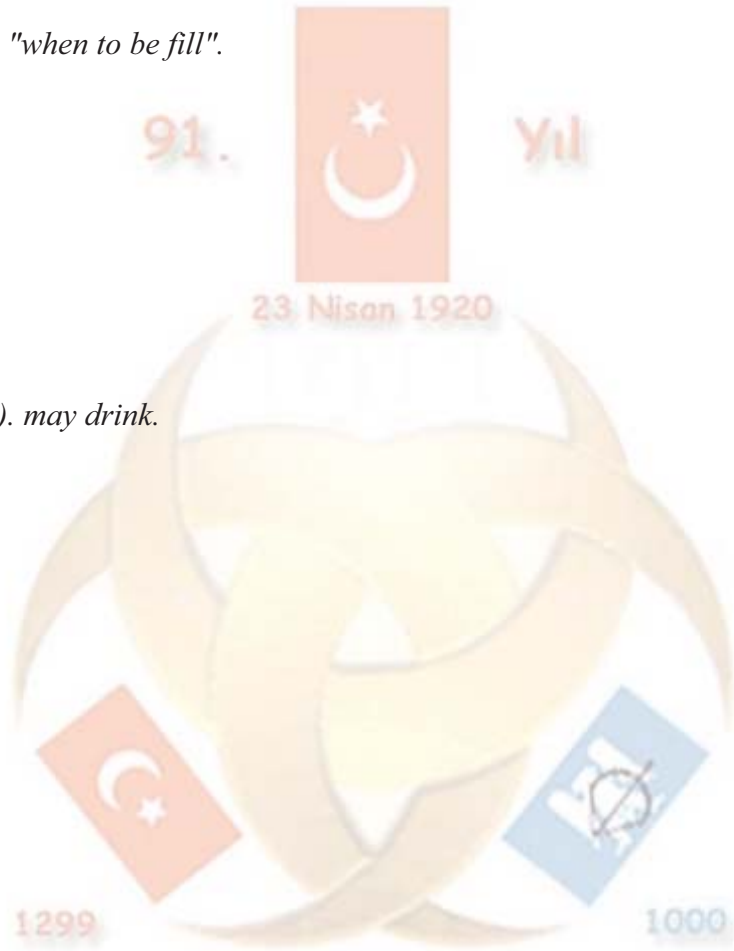 "when to be fill".
91. Yıl
23 Nisan 1920
). may drink.
1299 1000